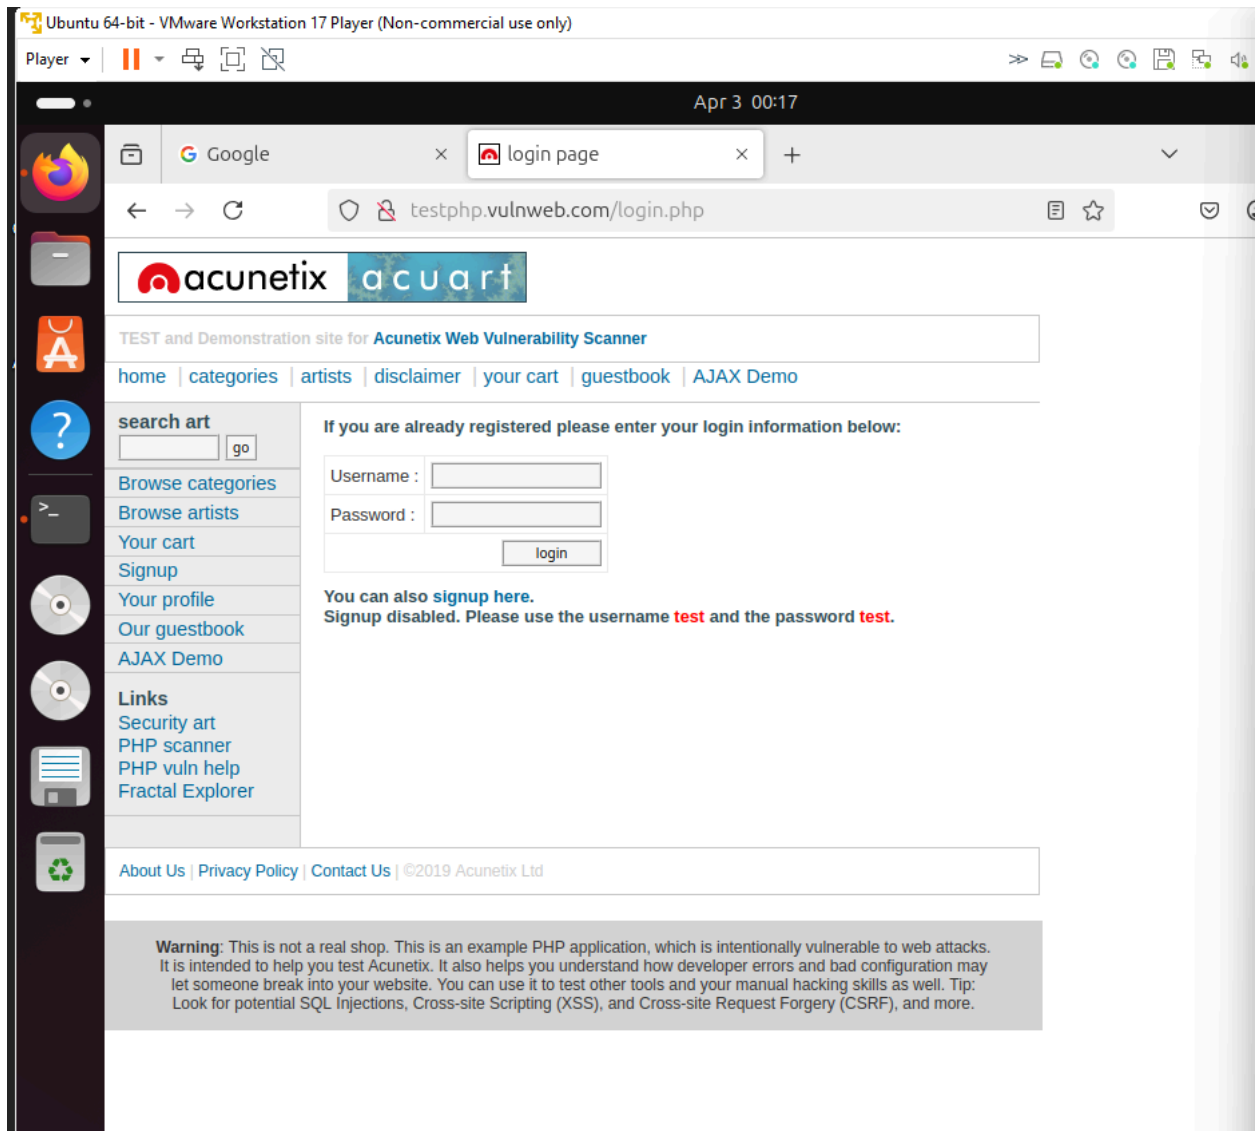 Ubuntu 64-bit - VMware Workstation 17 Player (Non-commercial use only)
Player
Apr 3 00:17
Google
login page
testphp.vulnweb.com/login.php
acunetix acuart
TEST and Demonstration site for Acunetix Web Vulnerability Scanner
home | categories | artists | disclaimer | your cart | guestbook | AJAX Demo
search art
go
Browse categories
Browse artists
Your cart
Signup
Your profile
Our guestbook
AJAX Demo
Links
Security art
PHP scanner
PHP vuln help
Fractal Explorer
If you are already registered please enter your login information below:
Username :
Password :
login
You can also signup here.
Signup disabled. Please use the username test and the password test.
About Us | Privacy Policy | Contact Us | ©2019 Acunetix Ltd
Warning: This is not a real shop. This is an example PHP application, which is intentionally vulnerable to web attacks.
It is intended to help you test Acunetix. It also helps you understand how developer errors and bad configuration may
let someone break into your website. You can use it to test other tools and your manual hacking skills as well. Tip:
Look for potential SQL Injections, Cross-site Scripting (XSS), and Cross-site Request Forgery (CSRF), and more.